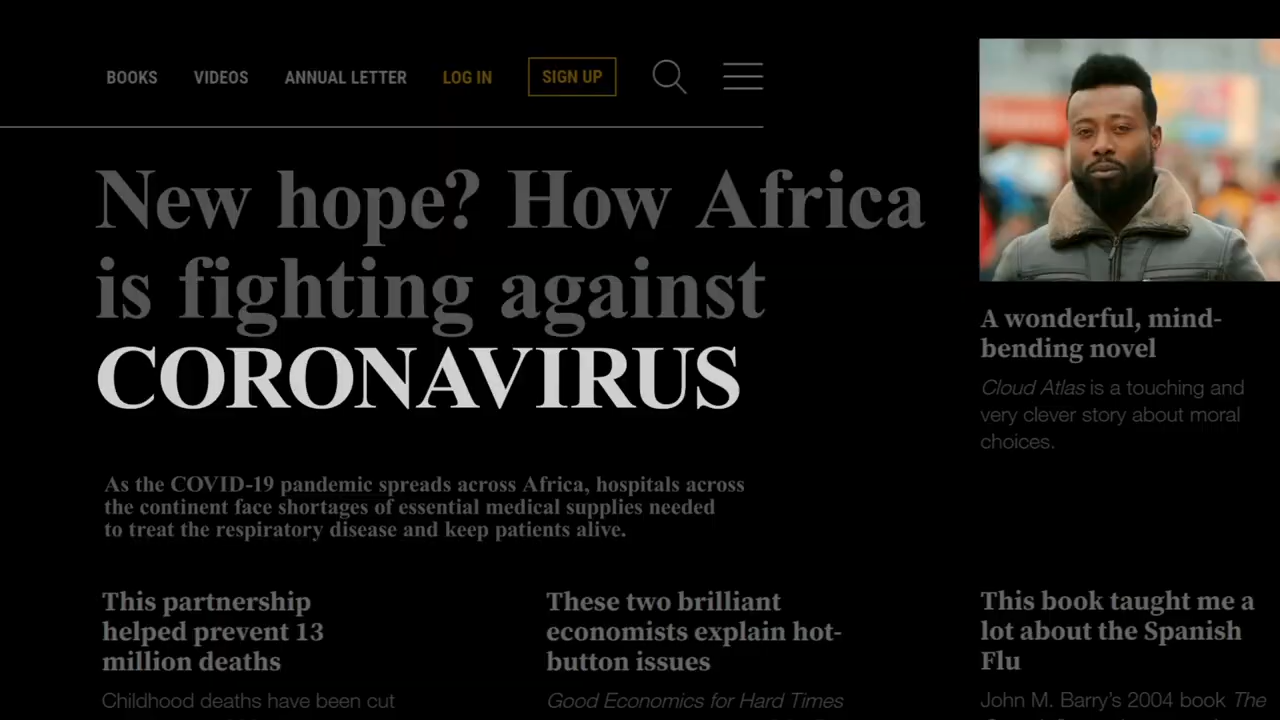 BOOKS VIDEOS ANNUAL LETTER LOG IN SIGN UP
New hope? How Africa
is fighting against
CORONAVIRUS
As the COVID-19 pandemic spreads across Africa, hospitals across
the continent face shortages of essential medical supplies needed
to treat the respiratory disease and keep patients alive.
A wonderful, mind-
bending novel
Cloud Atlas is a touching and
very clever story about moral
choices.
This partnership
helped prevent 13
million deaths
Childhood deaths have been cut
These two brilliant
economists explain hot-
button issues
Good Economics for Hard Times
This book taught me a
lot about the Spanish
Flu
John M. Barry's 2004 book The